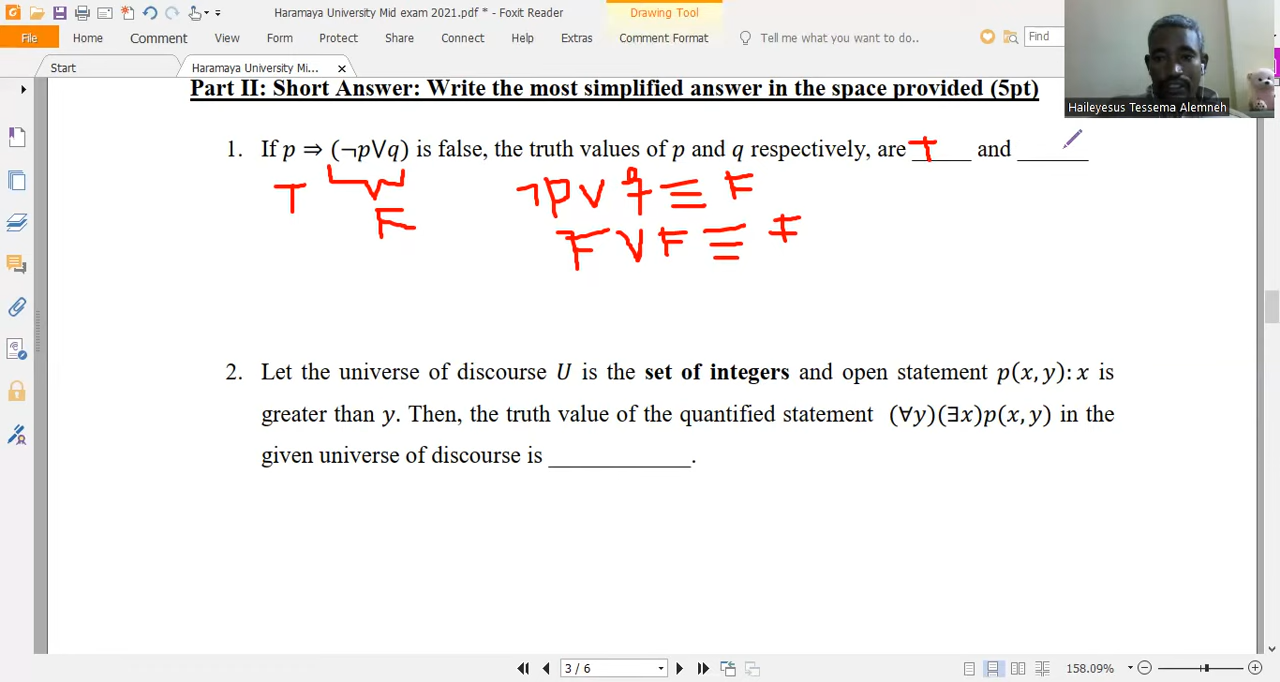 Haramaya University Mid exam 2021.pdf * - Foxit Reader
Drawing Tool
File Home Comment View Form Protect Share Connect Help Extras Comment Format Tell me what you want to do.. Find
Start Haramaya University Mi... ×
Haileyesus Tessema Alemneh
Part II: Short Answer: Write the most simplified answer in the space provided (5pt)
1. If p ⇒ (¬p∨q) is false, the truth values of p and q respectively, are T_____ and ______
T ¬p∨q ≡ F
F F∨F ≡ F
2. Let the universe of discourse U is the set of integers and open statement p(x, y): x is
greater than y. Then, the truth value of the quantified statement (∀y)(∃x)p(x, y) in the
given universe of discourse is ____________.
3 / 6 158.09%